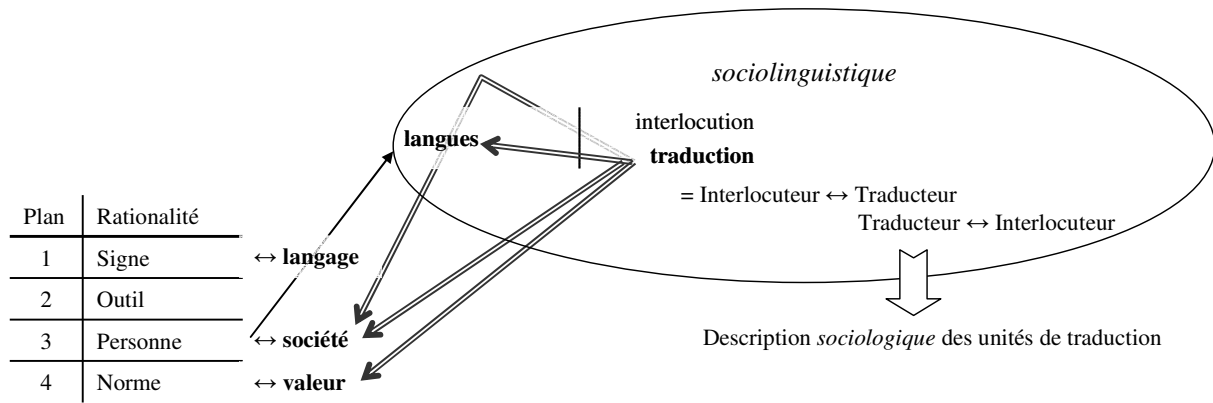 sociolinguistique
interlocution
langues
traduction
= Interlocuteur ↔ Traducteur
Traducteur ↔ Interlocuteur
Plan Rationalité
1 Signe ↔ langage
2 Outil
3 Personne ↔ société
4 Norme ↔ valeur
Description sociologique des unités de traduction